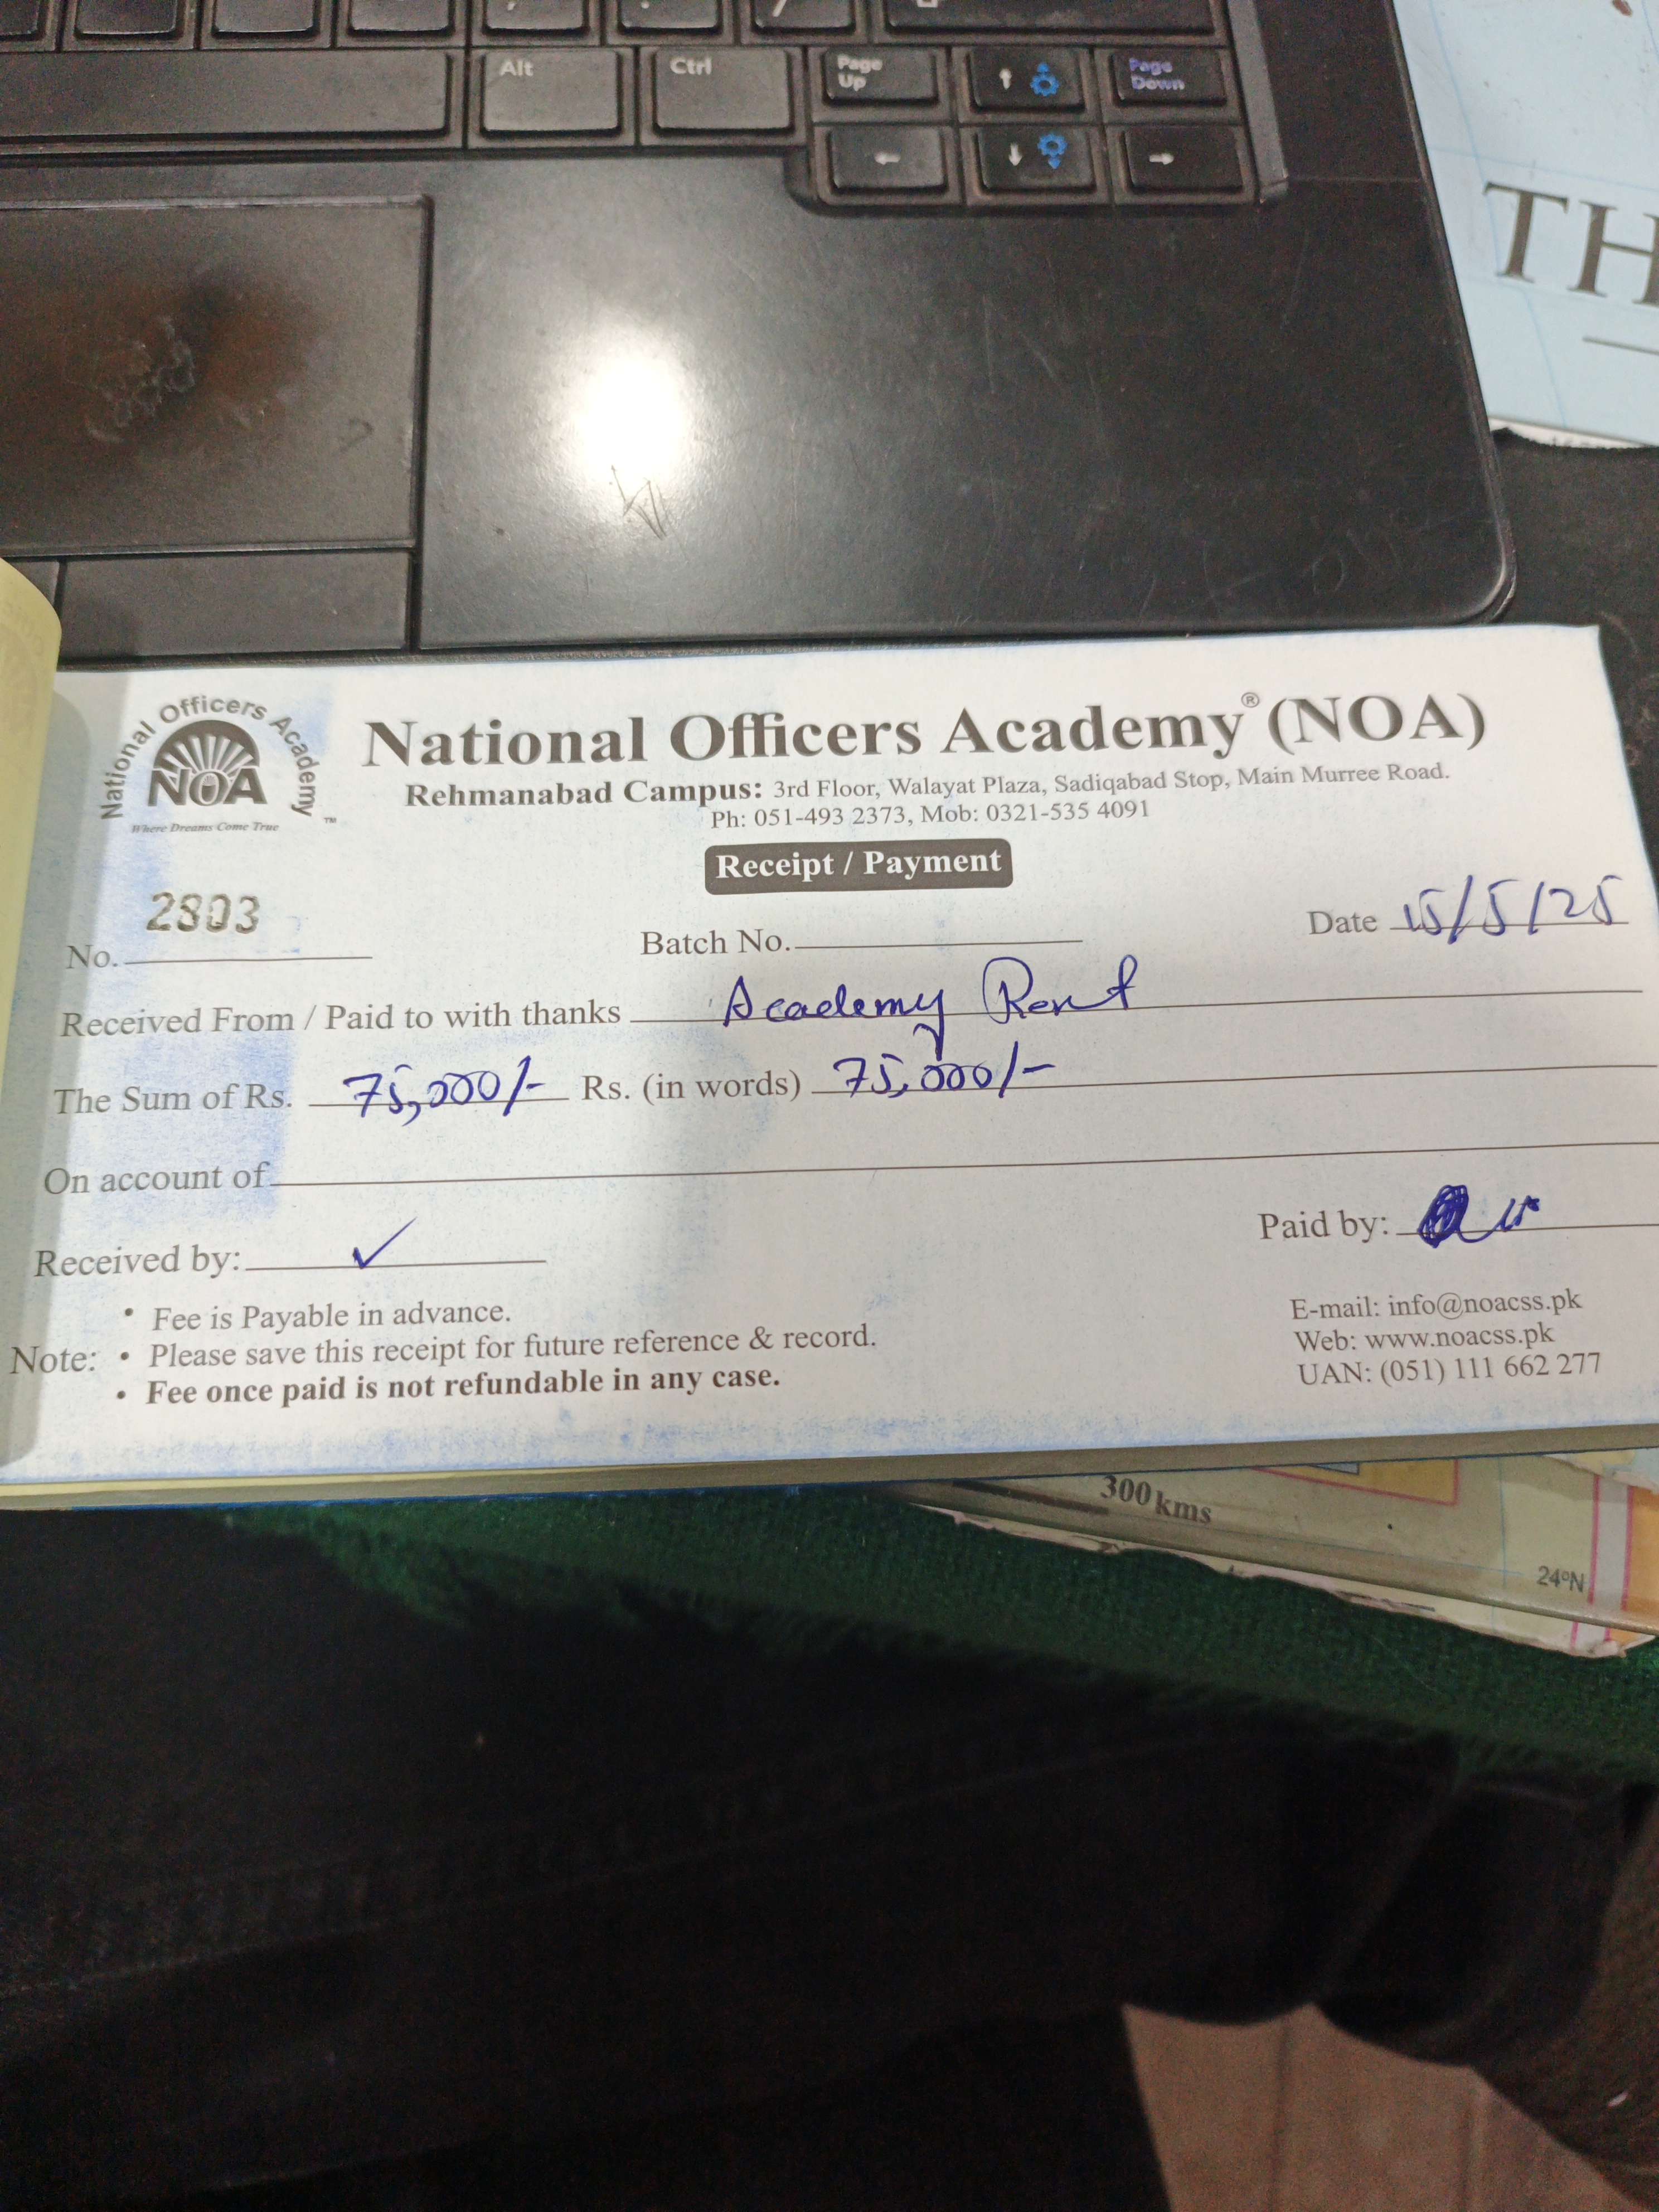 Alt Ctrl Page Up Page Down
TH
National Officers Academy ™
NOA
Where Dreams Come True
National Officers Academy® (NOA)
Rehmanabad Campus: 3rd Floor, Walayat Plaza, Sadiqabad Stop, Main Murree Road.
Ph: 051-493 2373, Mob: 0321-535 4091
Receipt / Payment
No. 2803 Batch No. Date 15/5/25
Received From / Paid to with thanks Academy Rent
The Sum of Rs. 75,000/- Rs. (in words) 75,000/-
On account of
Received by: ✓ Paid by:
• Fee is Payable in advance.
Note: • Please save this receipt for future reference & record.
• Fee once paid is not refundable in any case.
E-mail: info@noacss.pk
Web: www.noacss.pk
UAN: (051) 111 662 277
300 kms
24°N